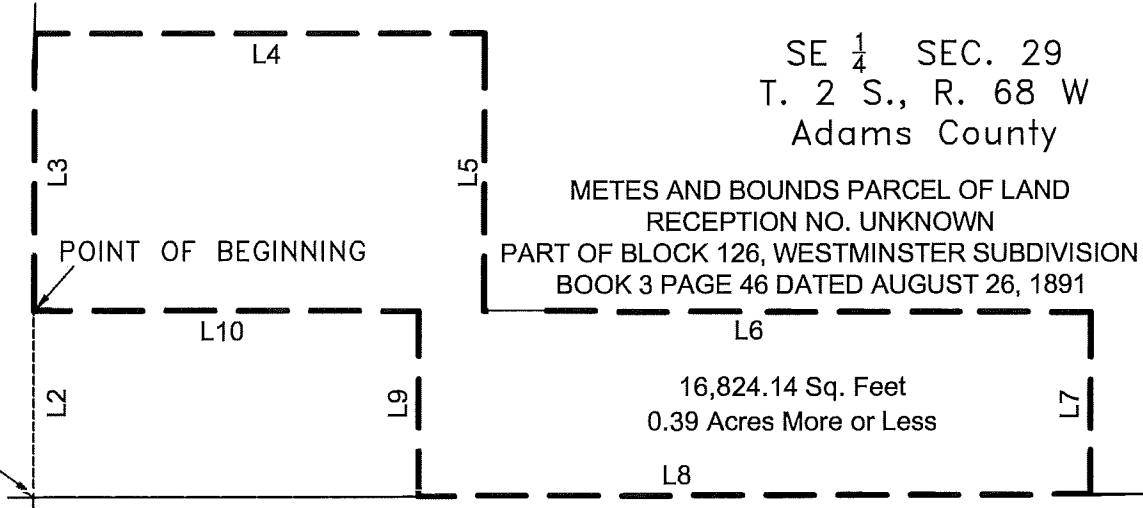 L4
SE 1/4 SEC. 29
T. 2 S., R. 68 W
Adams County
L3
L5
METES AND BOUNDS PARCEL OF LAND
RECEPTION NO. UNKNOWN
PART OF BLOCK 126, WESTMINSTER SUBDIVISION
BOOK 3 PAGE 46 DATED AUGUST 26, 1891
POINT OF BEGINNING
L10
L6
L2
L9
16,824.14 Sq. Feet
0.39 Acres More or Less
L7
L8